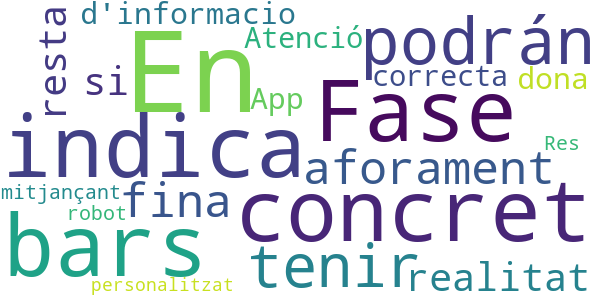 d'informacio
resta
En
Atenció
podrán
si
correcta
dona
App
Fase
indica
aforament
Res
mitjançant
fina
concret
robot
bars
tenir
realitat
personalitzat